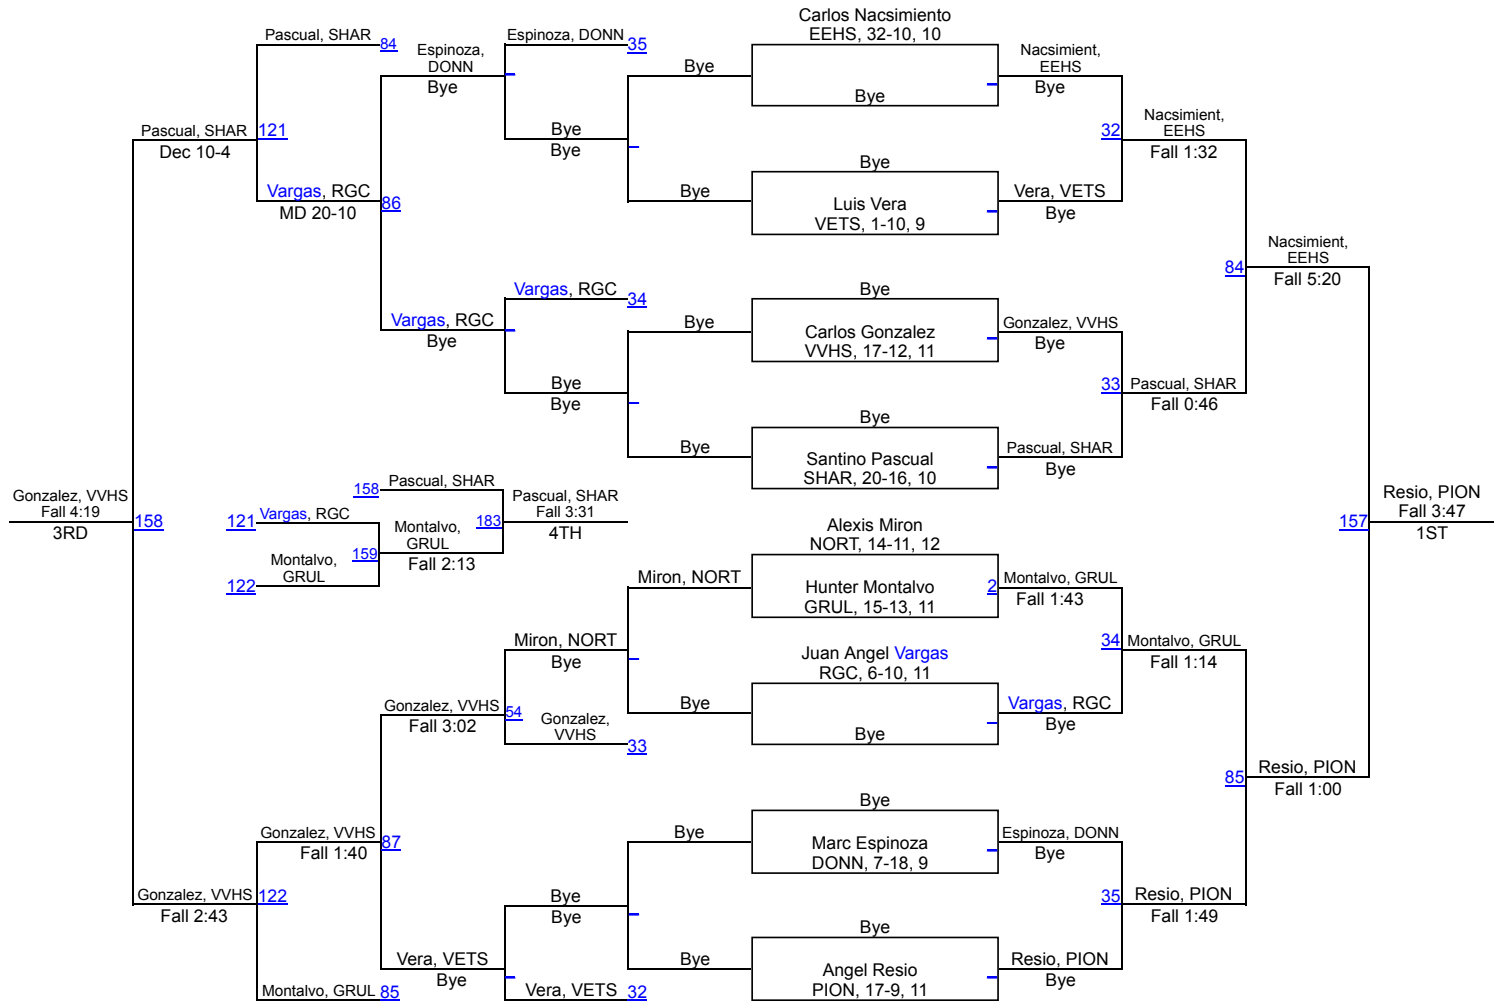 Carlos Nacsimiento
EEHS, 32-10, 10
Bye
Bye
Luis Vera
VETS, 1-10, 9
Bye
Carlos Gonzalez
VVHS, 17-12, 11
Bye
Santino Pascual
SHAR, 20-16, 10
Alexis Miron
NORT, 14-11, 12
Hunter Montalvo
GRUL, 15-13, 11
Juan Angel Vargas
RGC, 6-10, 11
Bye
Bye
Marc Espinoza
DONN, 7-18, 9
Bye
Angel Resio
PION, 17-9, 11
Nacsimient,
EEHS
Bye
Vera, VETS
Bye
Gonzalez, VVHS
Bye
Pascual, SHAR
Bye
2
Montalvo, GRUL
Fall 1:43
Vargas, RGC
Bye
Espinoza, DONN
Bye
Resio, PION
Bye
32
Nacsimient,
EEHS
Fall 1:32
33
Pascual, SHAR
Fall 0:46
34
Montalvo, GRUL
Fall 1:14
35
Resio, PION
Fall 1:49
84
Nacsimient,
EEHS
Fall 5:20
85
Resio, PION
Fall 1:00
157
Resio, PION
Fall 3:47
1ST
Bye
Bye
Bye
Bye
Miron, NORT
Bye
Bye
Bye
Espinoza, DONN
35
Bye
Bye
Vargas, RGC
34
Bye
Bye
Miron, NORT
Bye
Gonzalez,
VVHS
33
Bye
Bye
Vera, VETS
32
Espinoza,
DONN
Bye
Vargas, RGC
Bye
Gonzalez, VVHS
54
Fall 3:02
Vera, VETS
Bye
Pascual, SHAR
84
Vargas, RGC
86
MD 20-10
Gonzalez, VVHS
87
Fall 1:40
Montalvo, GRUL
85
Pascual, SHAR
121
Dec 10-4
Gonzalez, VVHS
122
Fall 2:43
Gonzalez, VVHS
Fall 4:19
158
3RD
158
Pascual, SHAR
121
Vargas, RGC
122
Montalvo,
GRUL
159
Montalvo,
GRUL
Fall 2:13
183
Pascual, SHAR
Fall 3:31
4TH